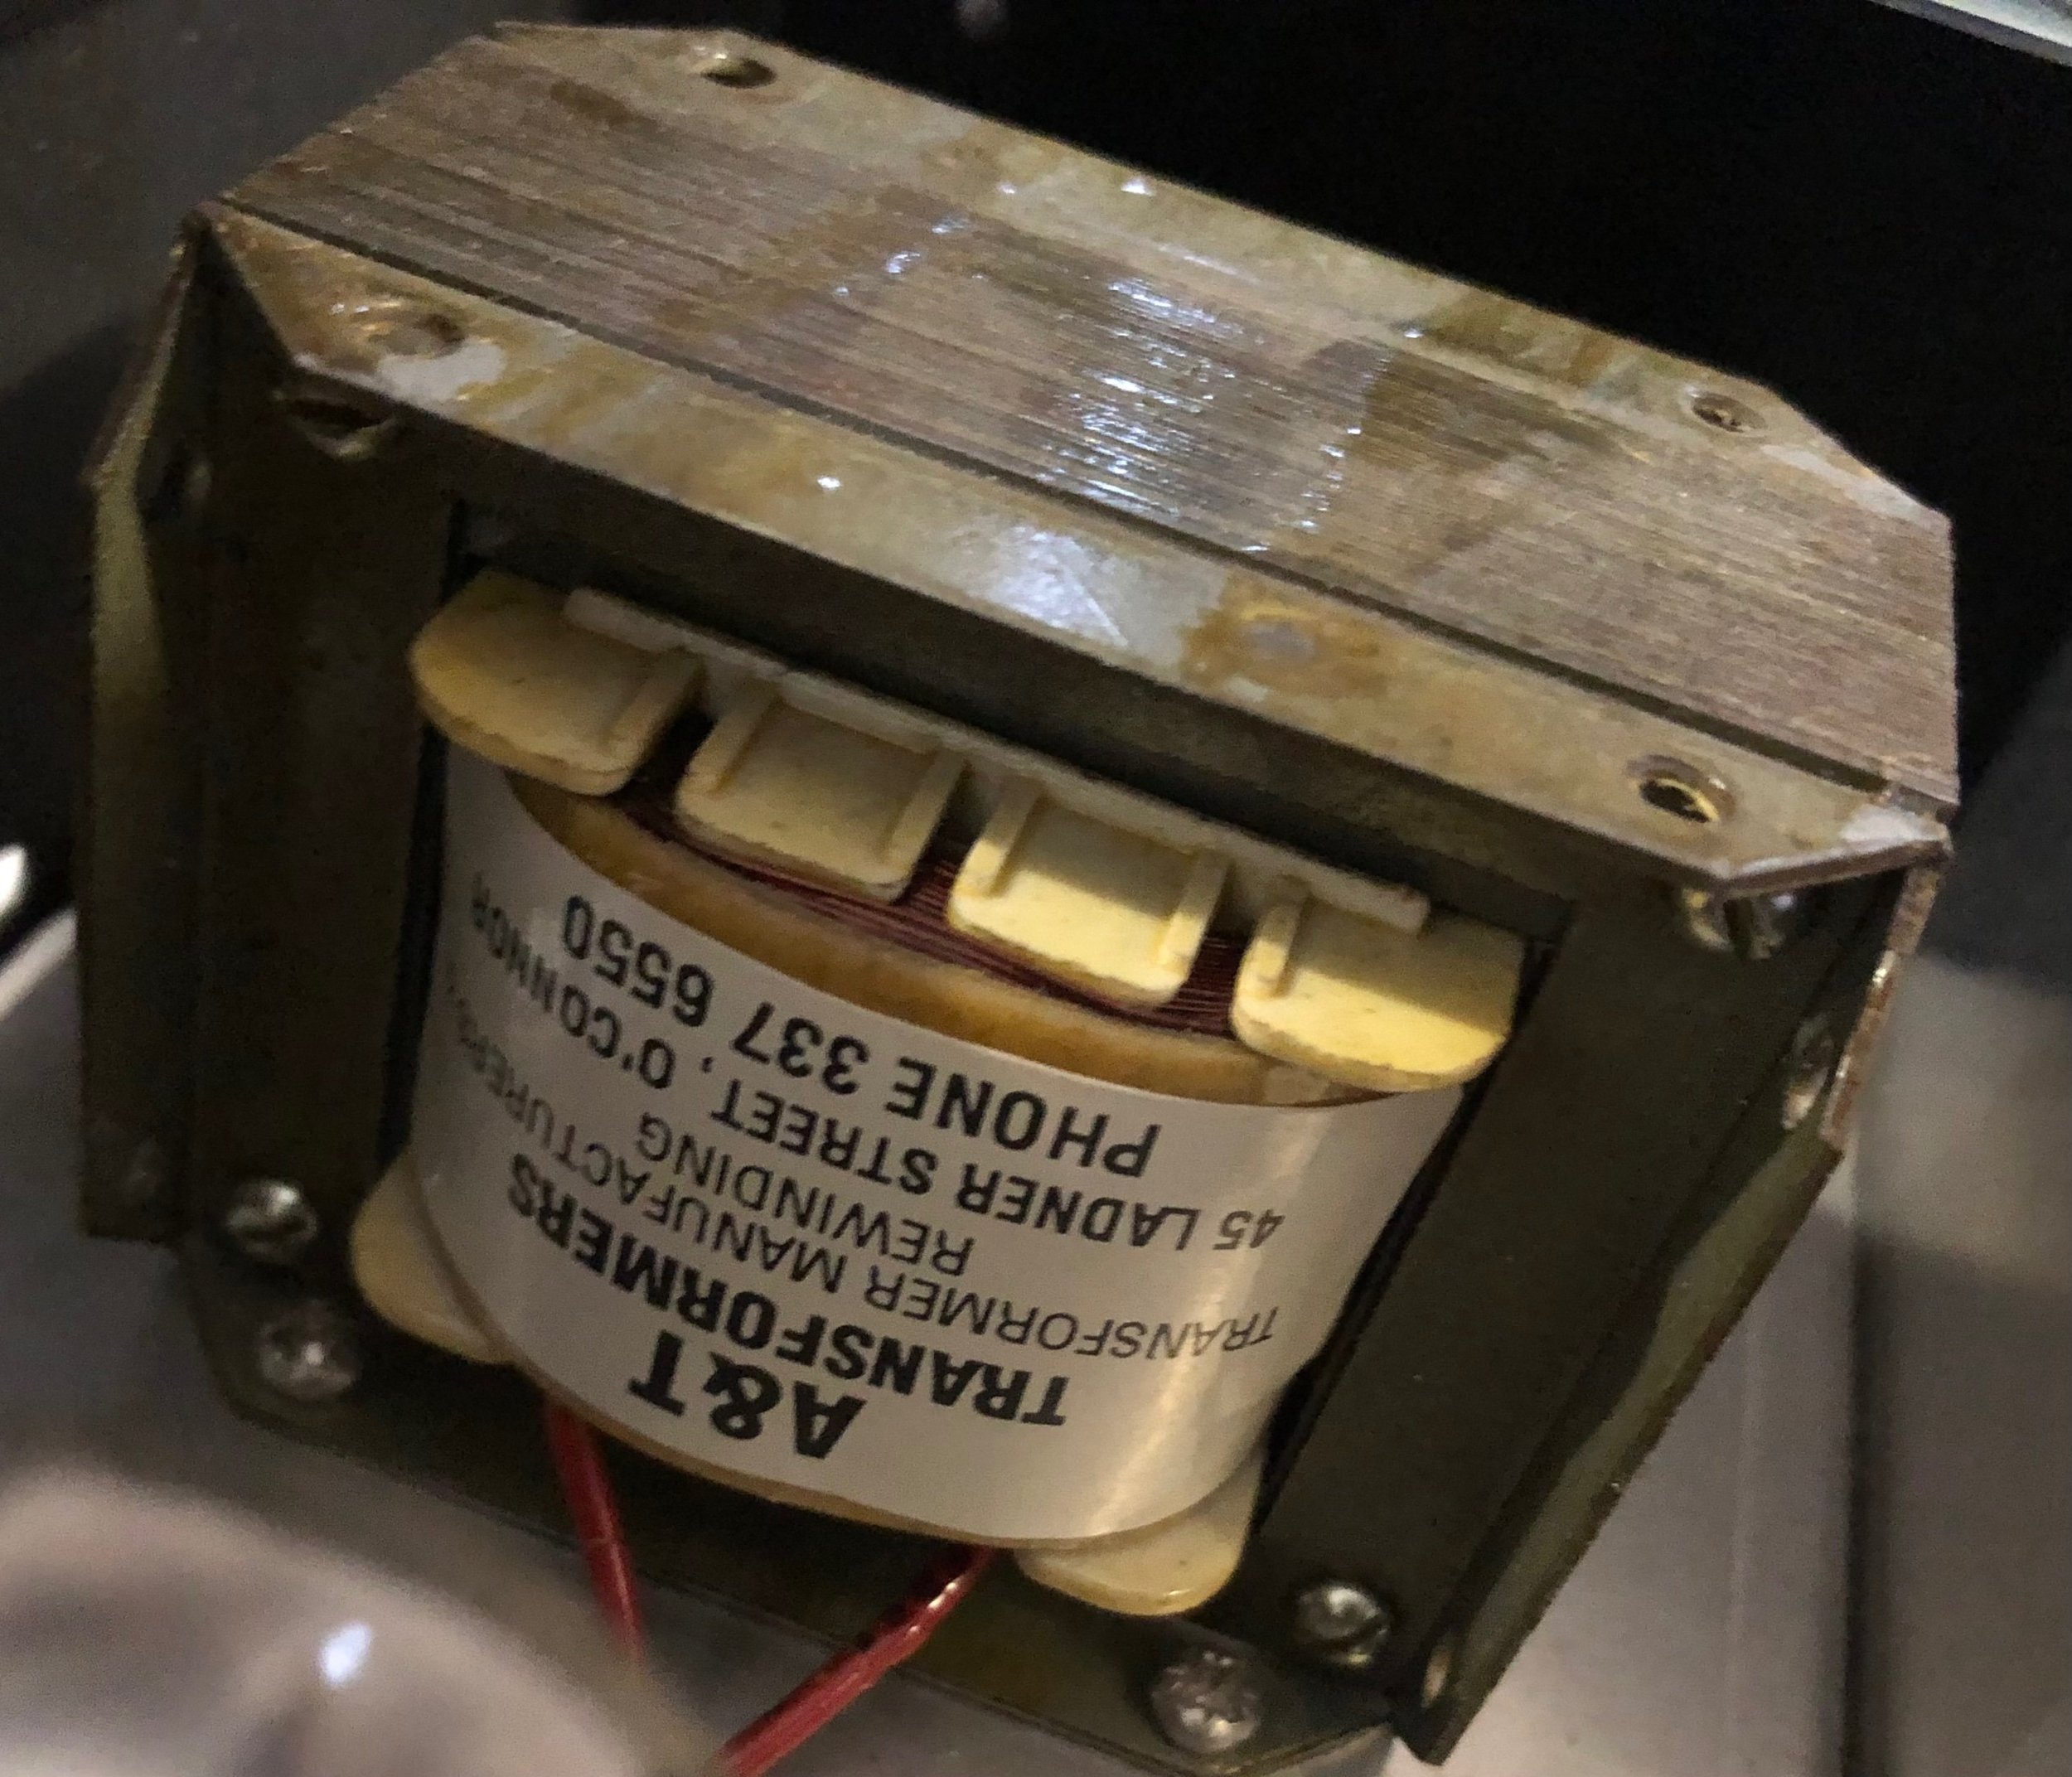 A&T
TRANSFORMERS
TRANSFORMER MANUFACTURERS
REWINDING
45 LADNER STREET, O'CONNOR
PHONE 337 6550